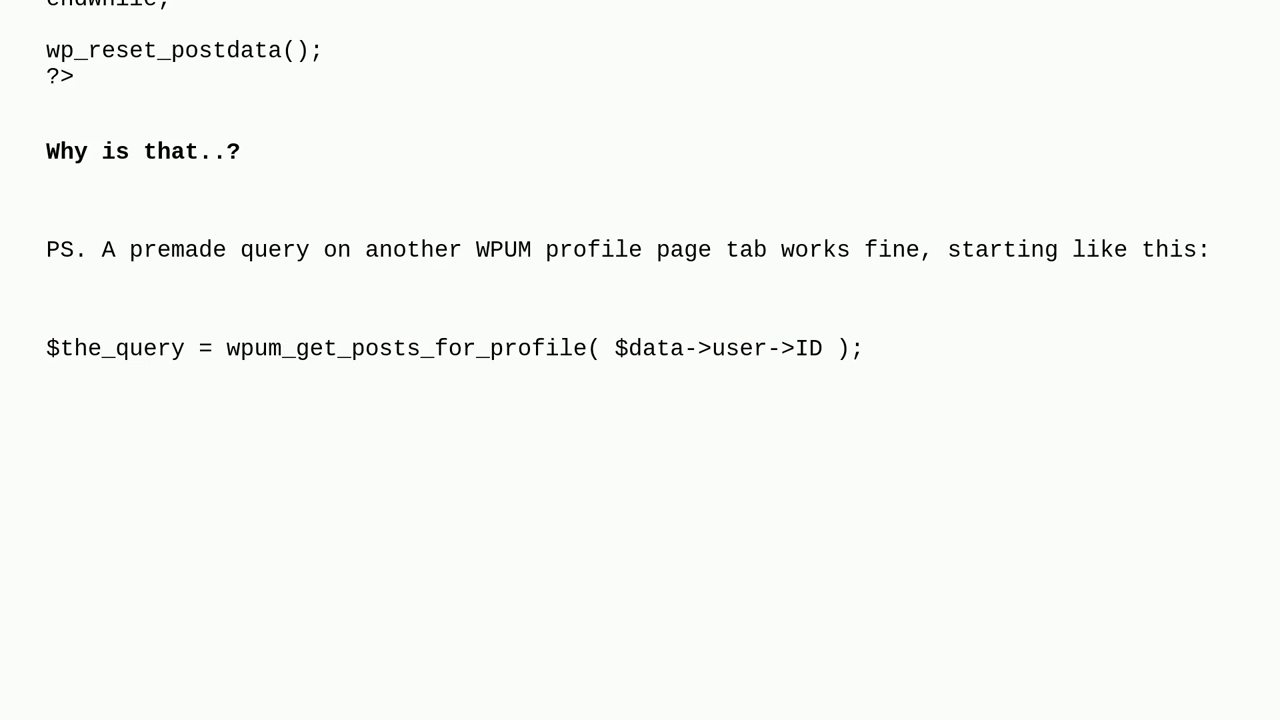 endwhile;
wp_reset_postdata();
?>
Why is that..?
PS. A premade query on another WPUM profile page tab works fine, starting like this:
$the_query = wpum_get_posts_for_profile( $data->user->ID );